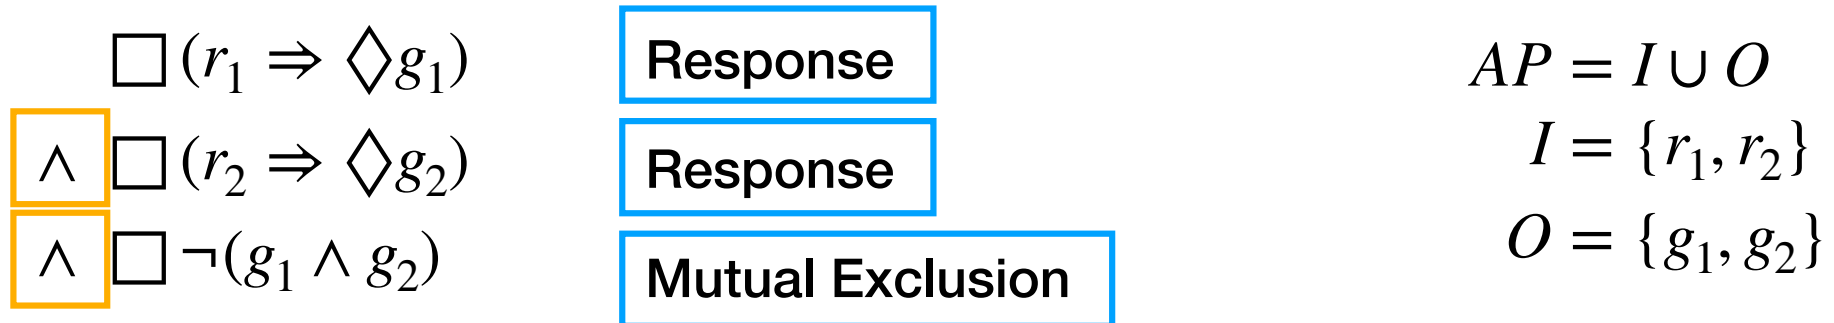 □(r₁ ⇒ ◊g₁) Response
∧ □(r₂ ⇒ ◊g₂) Response
∧ □¬(g₁ ∧ g₂) Mutual Exclusion
AP = I ∪ O
I = {r₁, r₂}
O = {g₁, g₂}